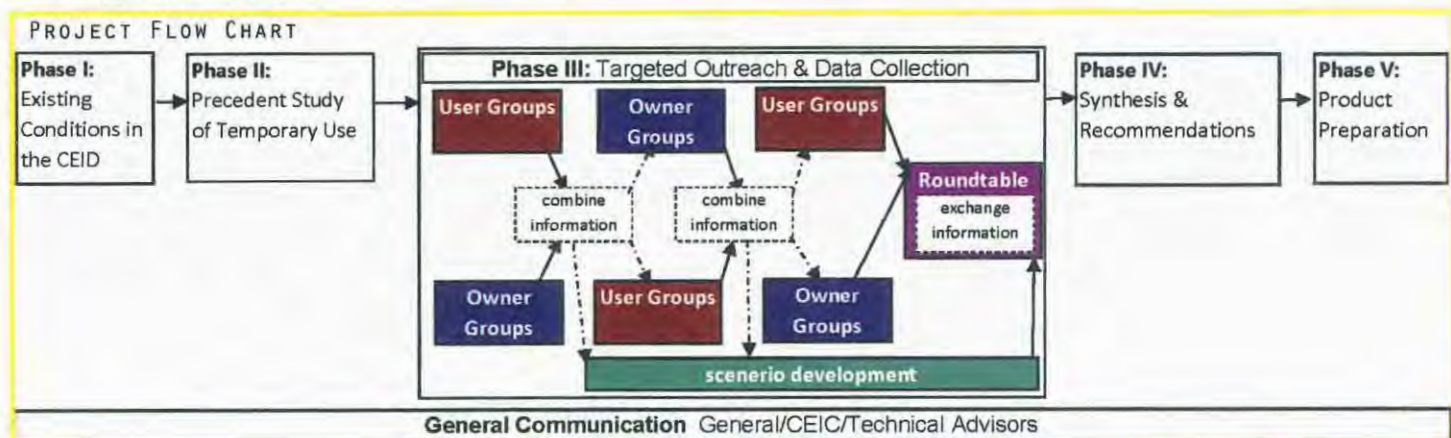 PROJECT FLOW CHART
Phase I:
Existing
Conditions in
the CEID
Phase II:
Precedent Study
of Temporary Use
Phase III: Targeted Outreach & Data Collection
User Groups
Owner
Groups
User Groups
combine
information
combine
information
Roundtable
exchange
information
Owner
Groups
User Groups
Owner
Groups
scenerio development
Phase IV:
Synthesis &
Recommendations
Phase V:
Product
Preparation
General Communication General/CEIC/Technical Advisors